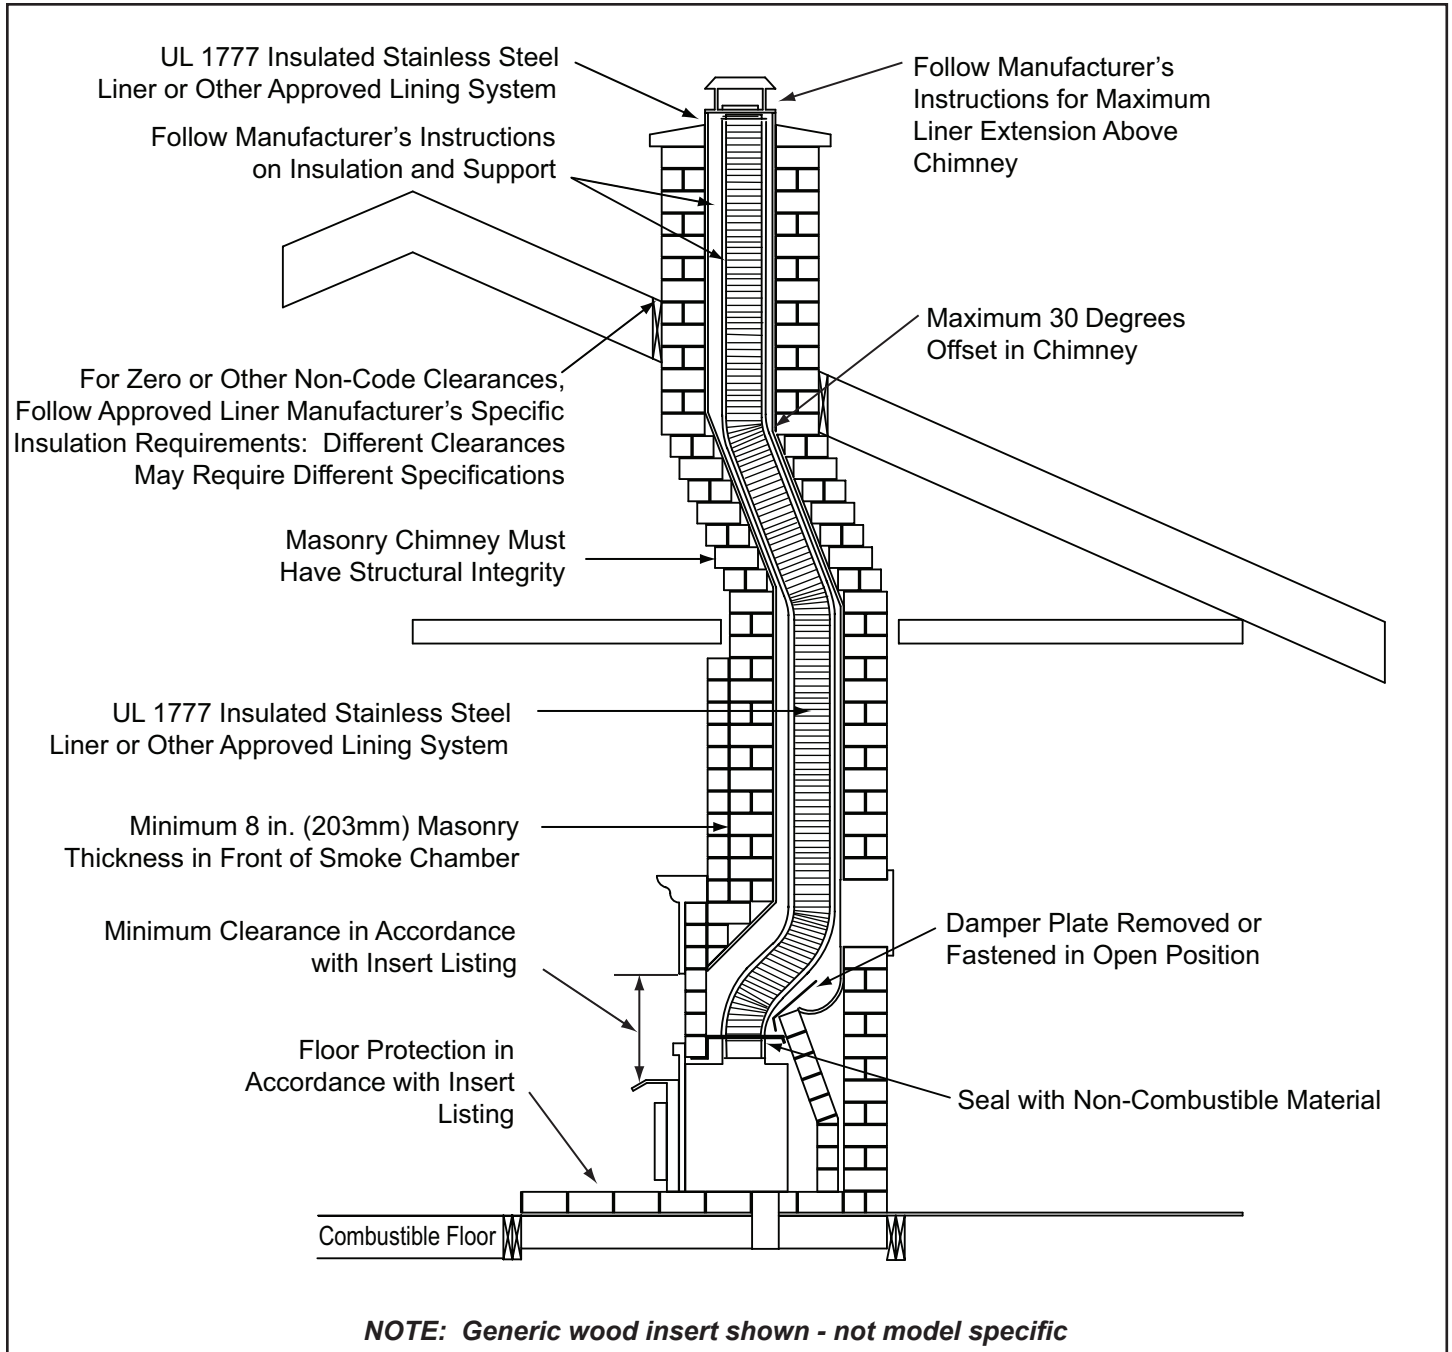 UL 1777 Insulated Stainless Steel
Liner or Other Approved Lining System
Follow Manufacturer’s
Instructions for Maximum
Liner Extension Above
Chimney
Follow Manufacturer’s Instructions
on Insulation and Support
Maximum 30 Degrees
Offset in Chimney
For Zero or Other Non-Code Clearances,
Follow Approved Liner Manufacturer’s Specific
Insulation Requirements:  Different Clearances
May Require Different Specifications
Masonry Chimney Must
Have Structural Integrity
UL 1777 Insulated Stainless Steel
Liner or Other Approved Lining System
Minimum 8 in. (203mm) Masonry
Thickness in Front of Smoke Chamber
Minimum Clearance in Accordance
with Insert Listing
Damper Plate Removed or
Fastened in Open Position
Floor Protection in
Accordance with Insert
Listing
Seal with Non-Combustible Material
Combustible Floor
NOTE:  Generic wood insert shown - not model specific